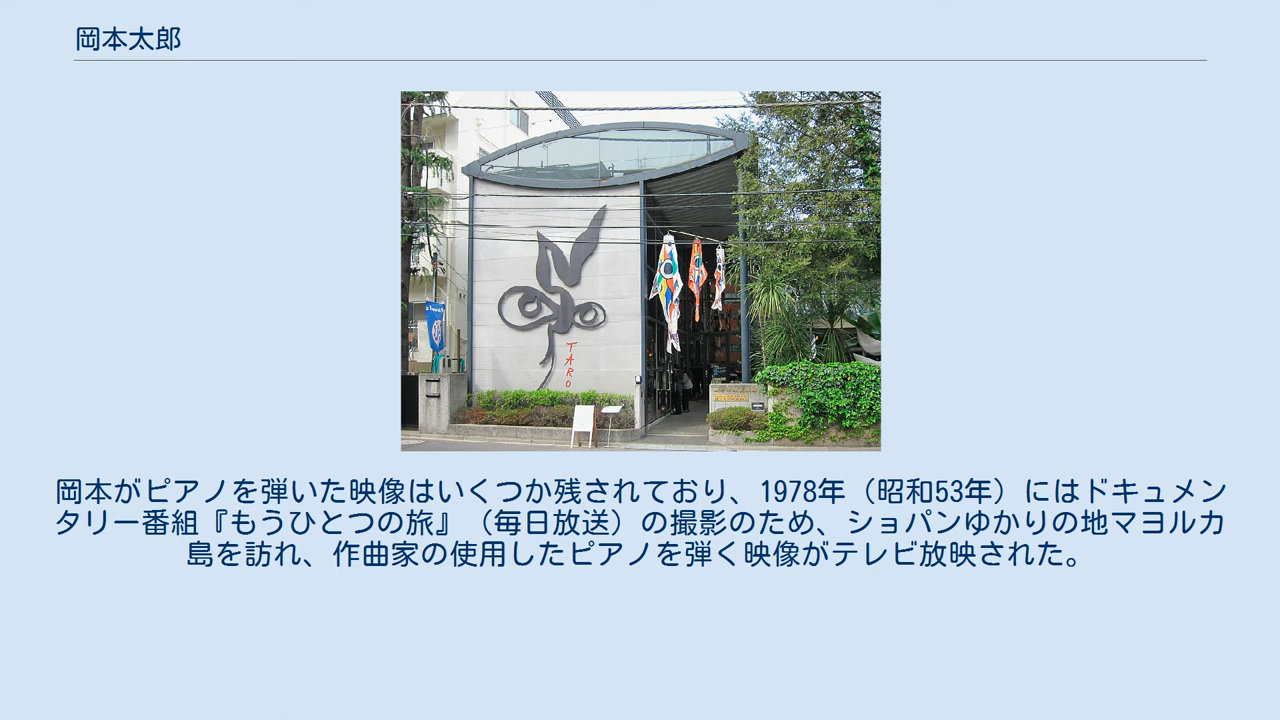 岡本太郎
TARO
岡本がピアノを弾いた映像はいくつか残されており、1978年（昭和53年）にはドキュメン
タリー番組『もうひとつの旅』（毎日放送）の撮影のため、ショパンゆかりの地マヨルカ
島を訪れ、作曲家の使用したピアノを弾く映像がテレビ放映された。